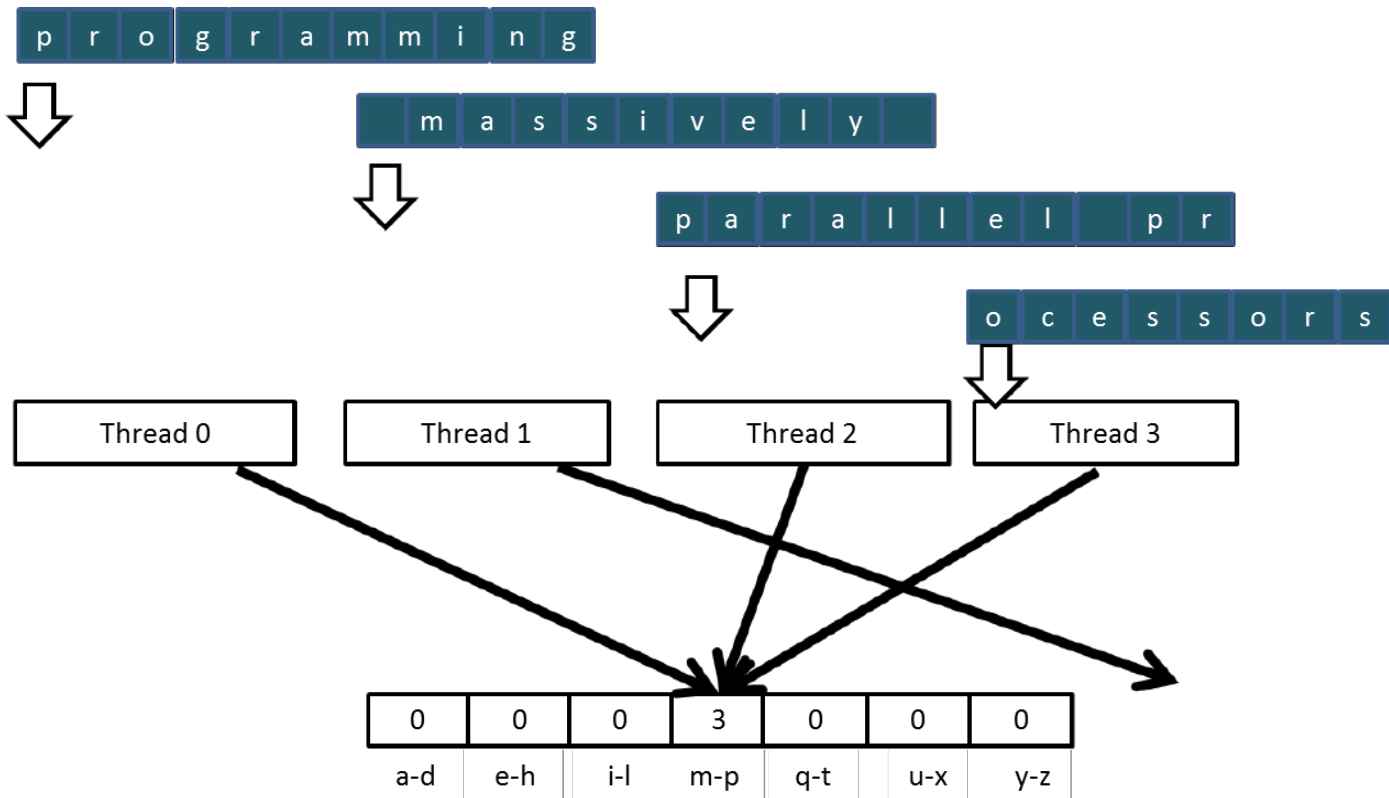 p r o g r a m m i n g
m a s s i v e l y
p a r a l l e l p r
o c e s s o r s
Thread 0 Thread 1 Thread 2 Thread 3
0 0 0 3 0 0 0
a-d e-h i-l m-p q-t u-x y-z